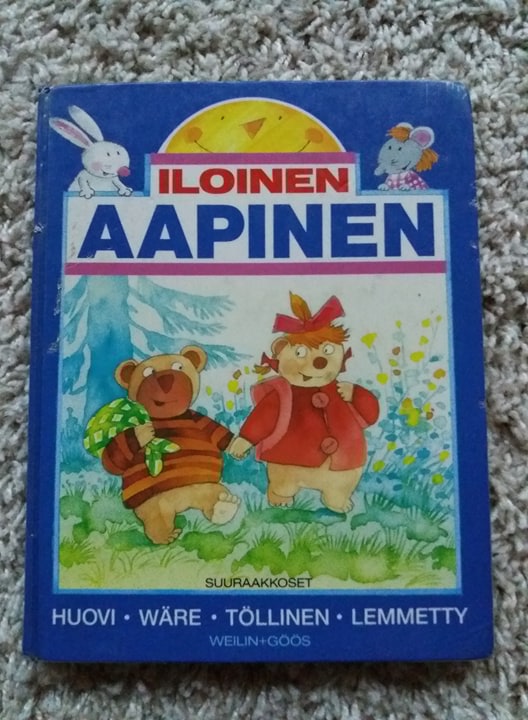 ILOINEN
AAPINEN
SUURAAKKOSET
HUOVI • WÄRE • TÖLLINEN • LEMMETTY
WEILIN+GÖÖS